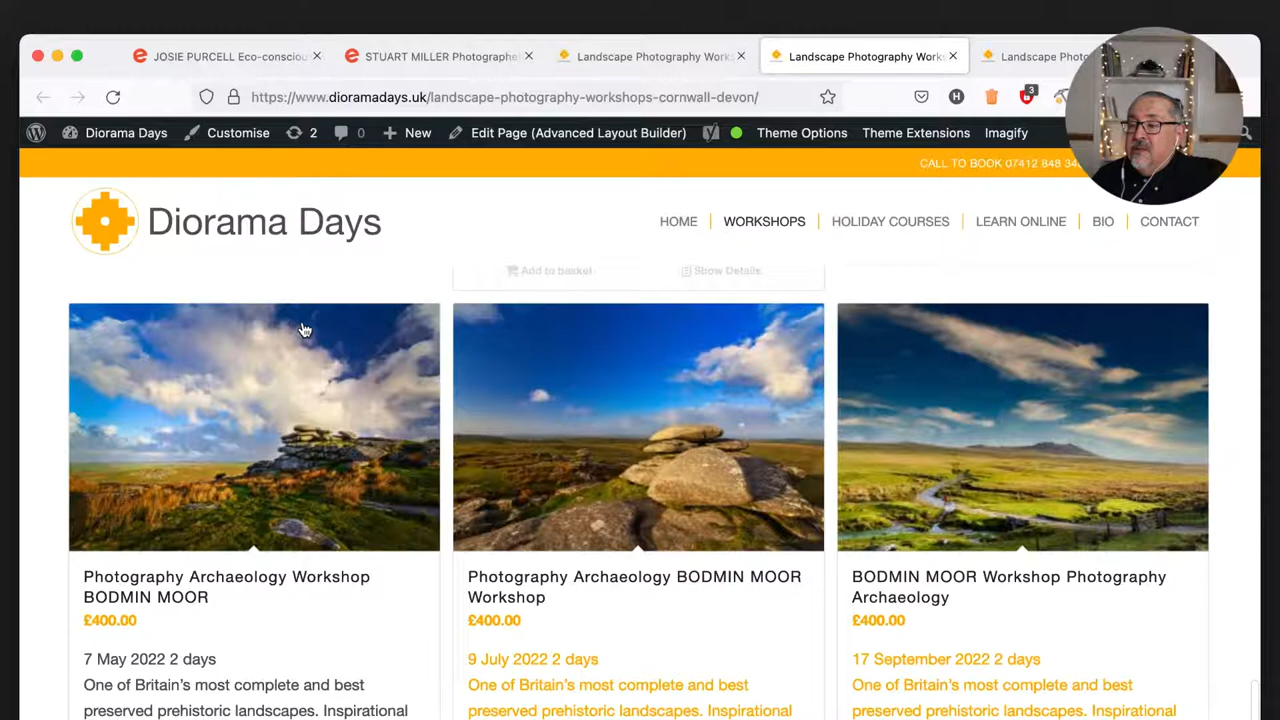 JOSIE PURCELL Eco-consciou
STUART MILLER Photographe
Landscape Photography Works
Landscape Photography Works
Landscape Photography
https://www.dioramadays.uk/landscape-photography-workshops-cornwall-devon/
H
3
Diorama Days
Customise
2
0
New
Edit Page (Advanced Layout Builder)
Theme Options
Theme Extensions
Imagify
CALL TO BOOK 07412 848
Diorama Days
HOME
WORKSHOPS
HOLIDAY COURSES
LEARN ONLINE
BIO
CONTACT
Add to basket
Show Details
Photography Archaeology Workshop
BODMIN MOOR
£400.00
7 May 2022 2 days
One of Britain's most complete and best
preserved prehistoric landscapes. Inspirational
Photography Archaeology BODMIN MOOR
Workshop
£400.00
9 July 2022 2 days
One of Britain's most complete and best
preserved prehistoric landscapes. Inspirational
BODMIN MOOR Workshop Photography
Archaeology
£400.00
17 September 2022 2 days
One of Britain's most complete and best
preserved prehistoric landscapes. Inspirational